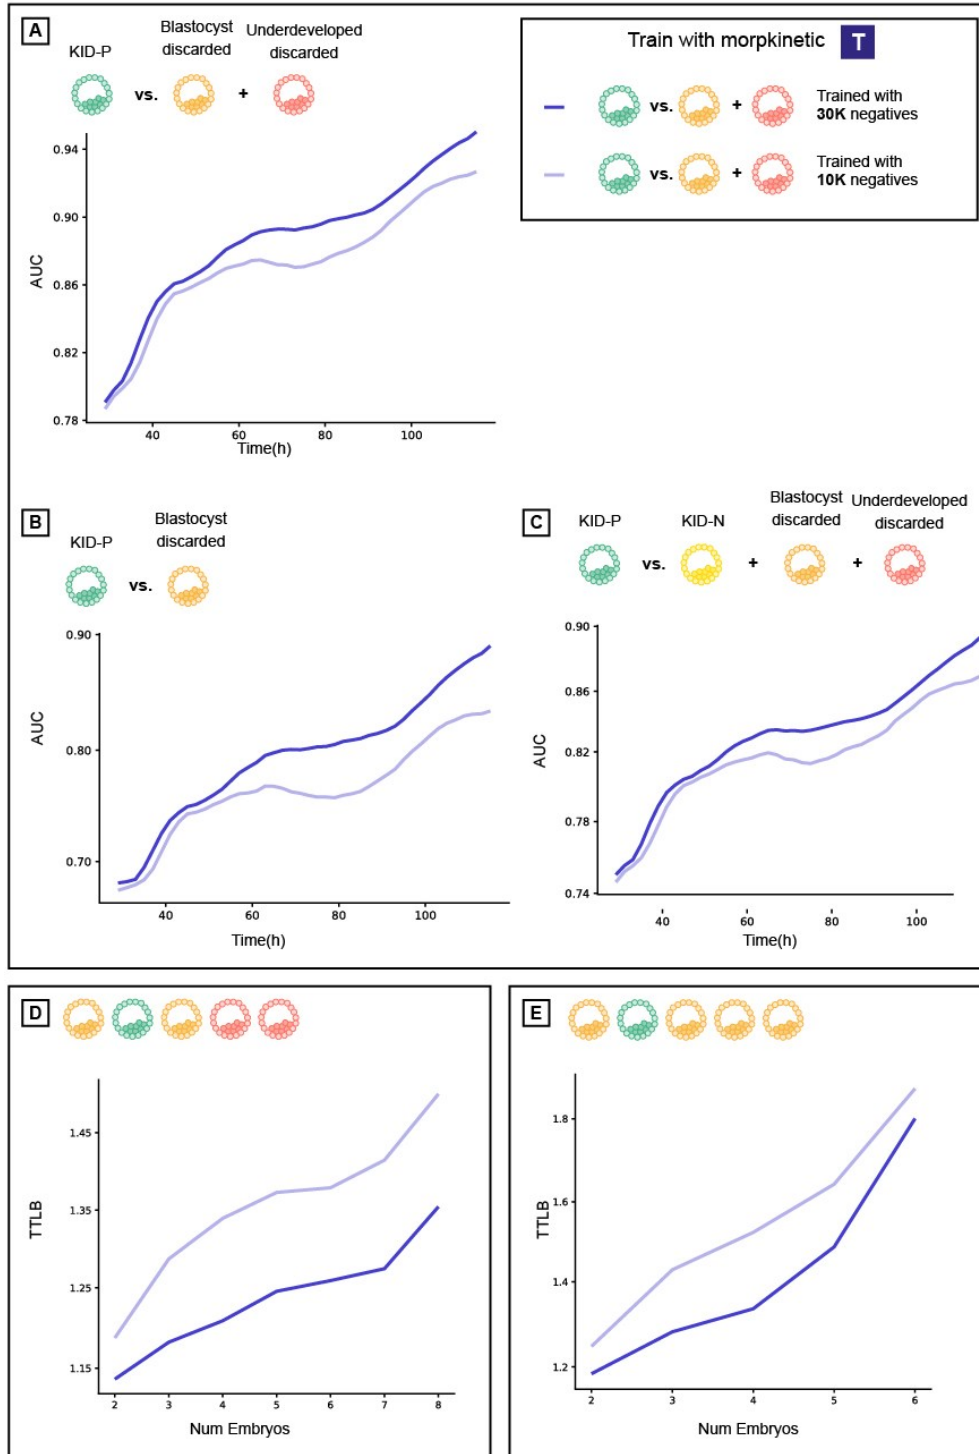 A
KID-P
Blastocyst
discarded
Underdeveloped
discarded
vs.
+
0.94
0.90
0.86
0.82
0.78
AUC
40
60
80
100
Time(h)
Train with morpkinetic T
vs.
+
Trained with
30K negatives
vs.
+
Trained with
10K negatives
B
KID-P
Blastocyst
discarded
vs.
0.90
0.80
0.70
AUC
40
60
80
100
Time(h)
C
KID-P
KID-N
Blastocyst
discarded
Underdeveloped
discarded
vs.
+
+
0.90
0.86
0.82
0.78
0.74
AUC
40
60
80
100
Time(h)
D
1.45
1.35
1.25
1.15
TTLB
2
3
4
5
6
7
8
Num Embryos
E
1.8
1.6
1.4
1.2
TTLB
2
3
4
5
6
Num Embryos